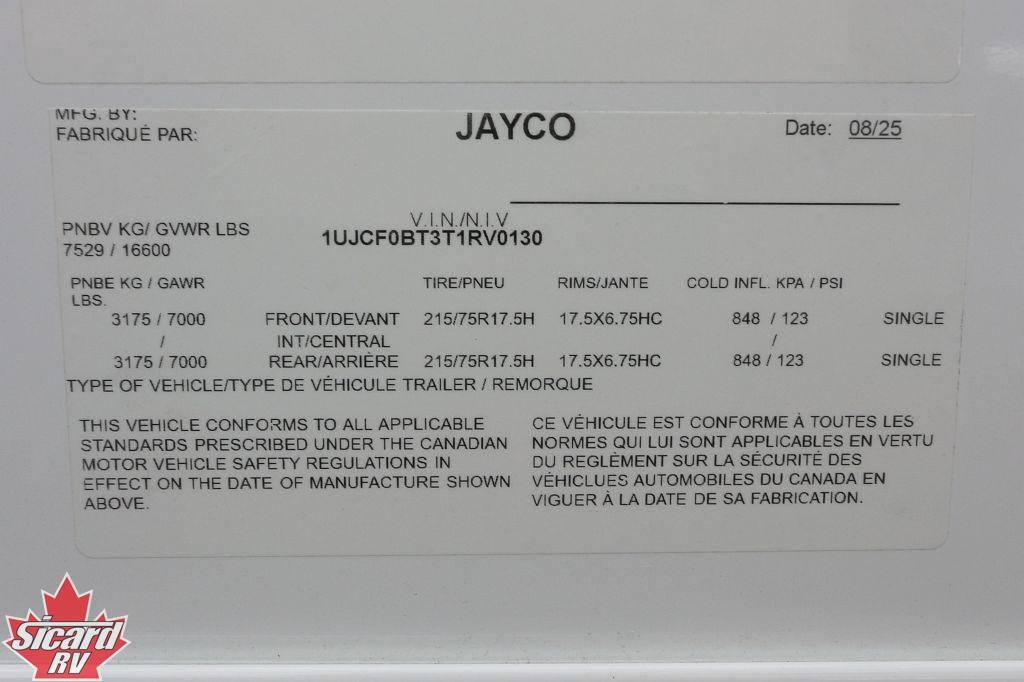 MFG. BY:
FABRIQUÉ PAR:
JAYCO
Date: 08/25
V.I.N./N.I.V
PNBV KG/ GVWR LBS
7529 / 16600
1UJCF0BT3T1RV0130
PNBE KG / GAWR LBS.
TIRE/PNEU RIMS/JANTE COLD INFL. KPA / PSI
3175 / 7000 FRONT/DEVANT 215/75R17.5H 17.5X6.75HC 848 / 123 SINGLE
/ INT/CENTRAL /
3175 / 7000 REAR/ARRIÈRE 215/75R17.5H 17.5X6.75HC 848 / 123 SINGLE
TYPE OF VEHICLE/TYPE DE VÉHICULE TRAILER / REMORQUE
THIS VEHICLE CONFORMS TO ALL APPLICABLE
STANDARDS PRESCRIBED UNDER THE CANADIAN
MOTOR VEHICLE SAFETY REGULATIONS IN
EFFECT ON THE DATE OF MANUFACTURE SHOWN
ABOVE.
CE VÉHICULE EST CONFORME À TOUTES LES
NORMES QUI LUI SONT APPLICABLES EN VERTU
DU REGLÈMENT SUR LA SÉCURITÉ DES
VÉHICLUES AUTOMOBILES DU CANADA EN
VIGUER À LA DATE DE SA FABRICATION.
Sicard
RV